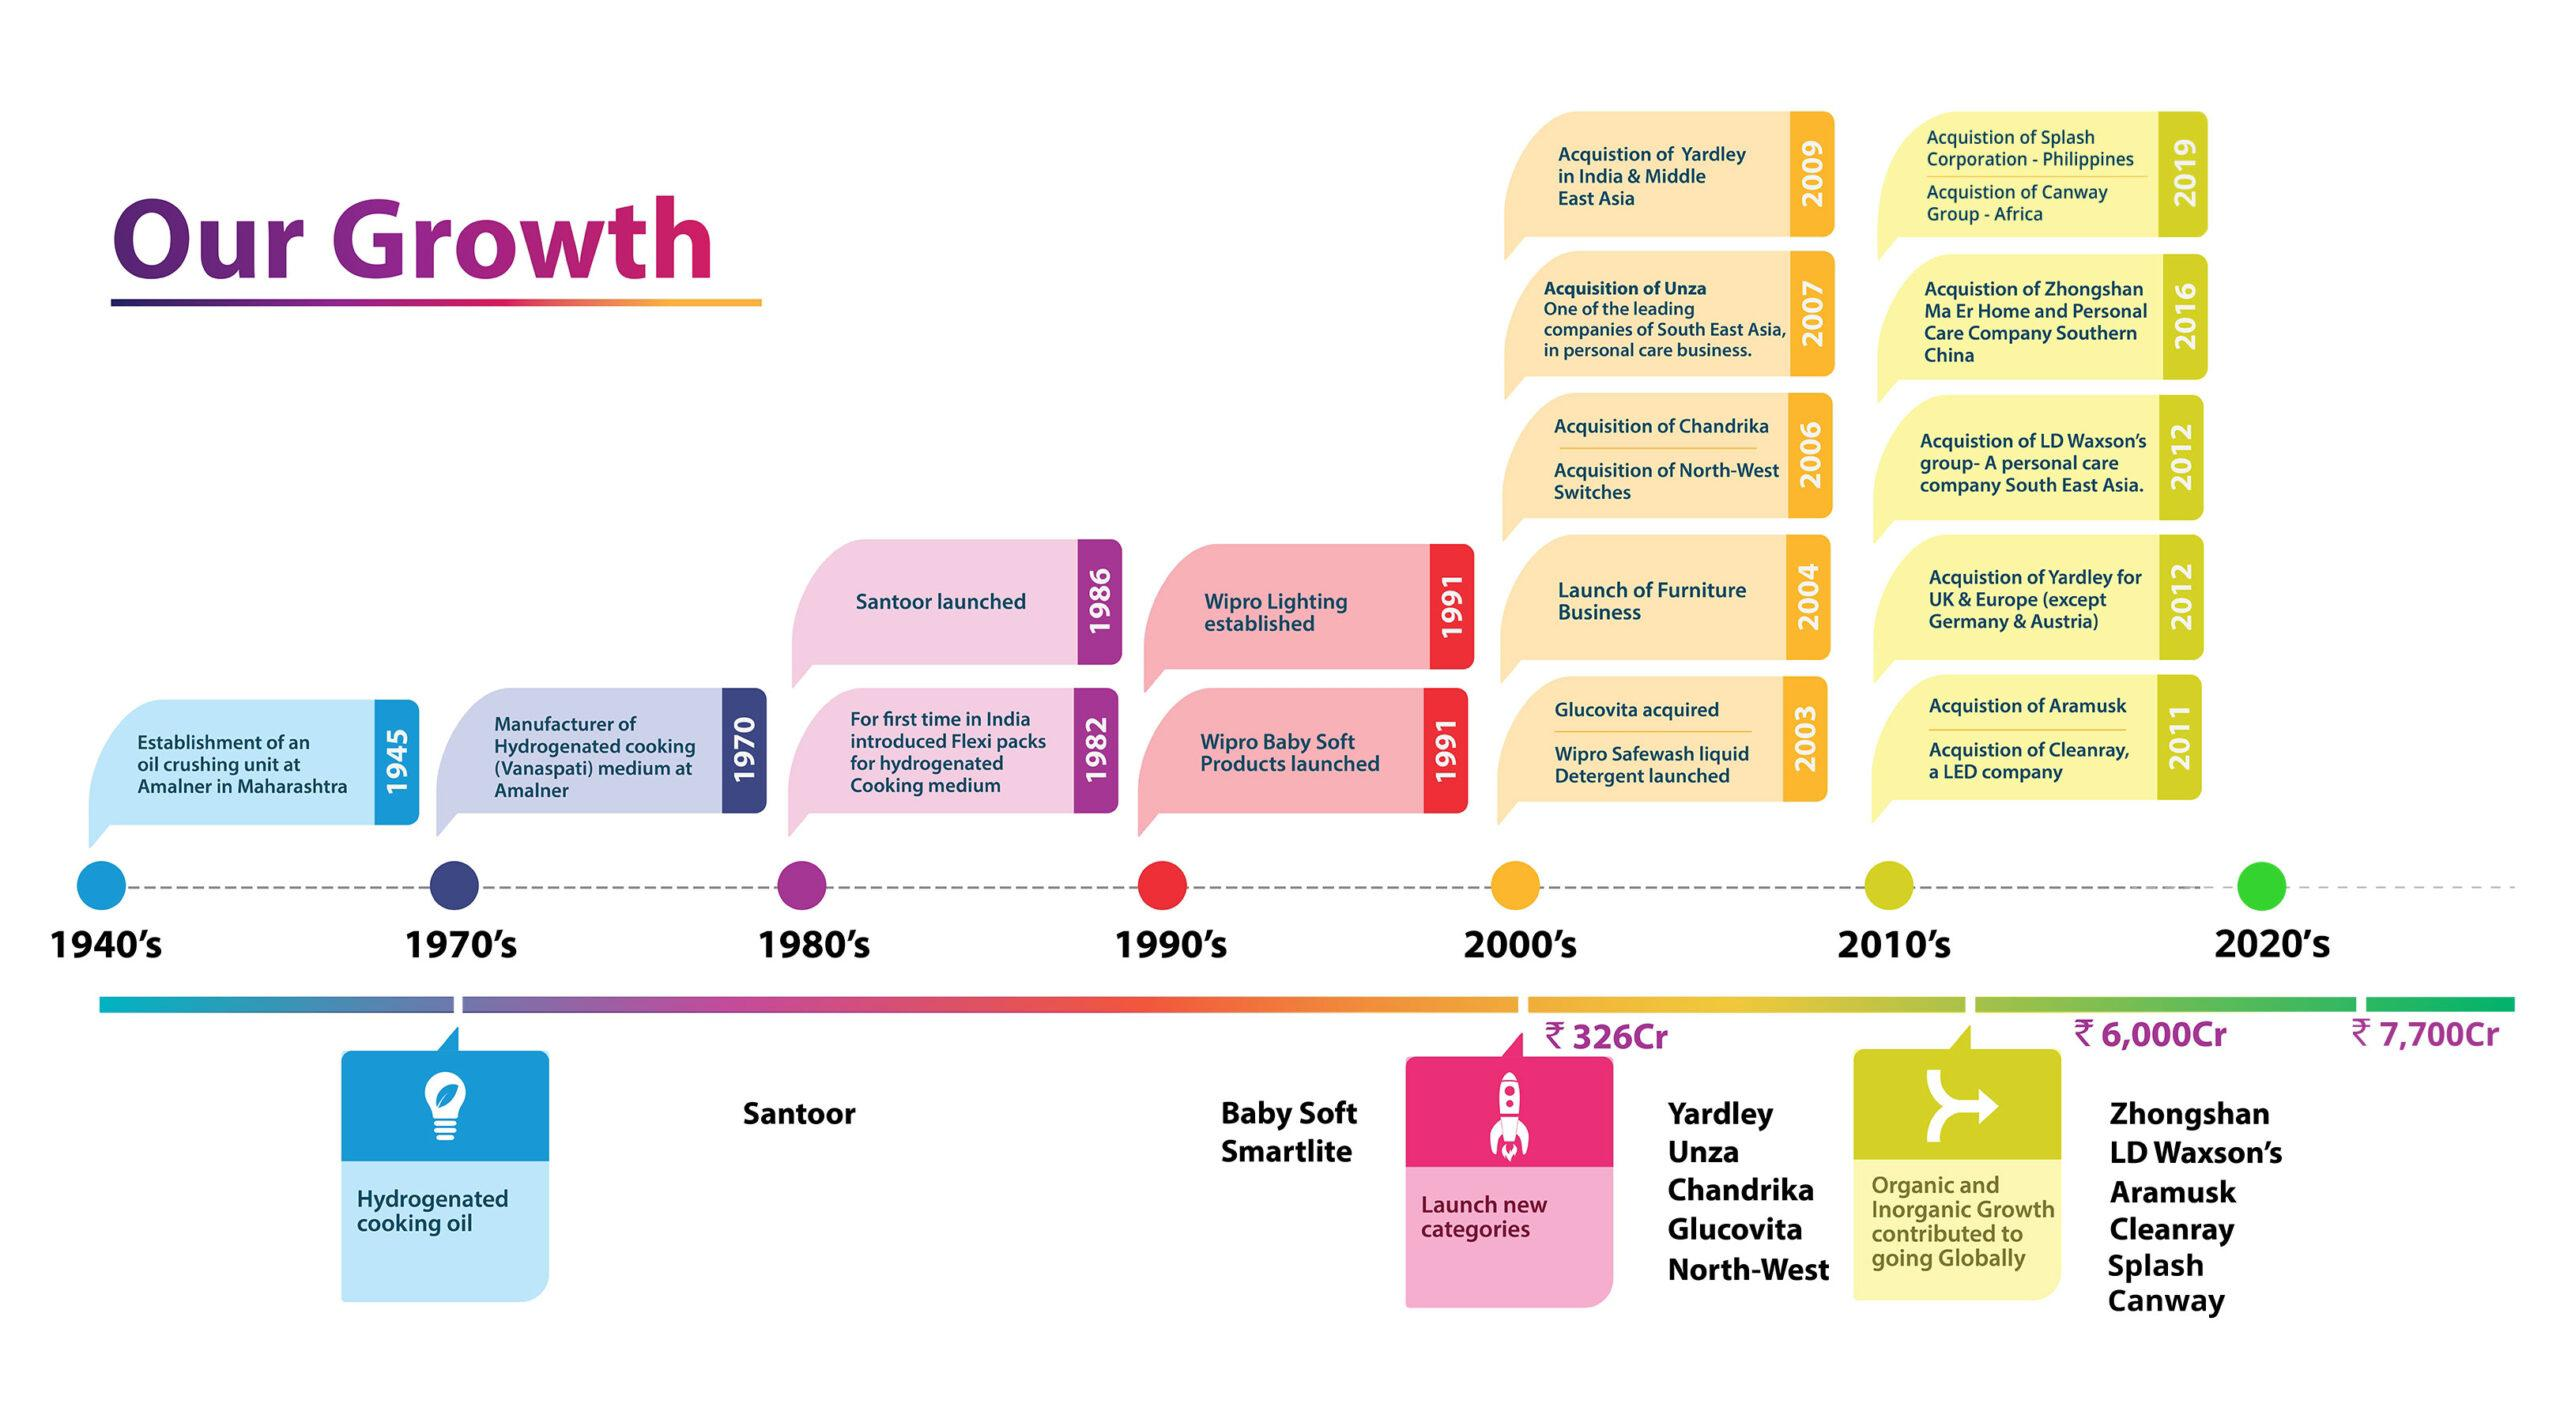 Our Growth
Establishment of an
oil crushing unit at
Amalner in Maharashtra
1945
Manufacturer of
Hydrogenated cooking
(Vanaspati) medium at
Amalner
1970
Santoor launched
1986
For first time in India
introduced Flexi packs
for hydrogenated
Cooking medium
1982
Wipro Lighting
established
1991
Wipro Baby Soft
Products launched
1991
Acquistion of Yardley
in India & Middle
East Asia
2009
Acquisition of Unza
One of the leading
companies of South East Asia,
in personal care business.
2007
Acquisition of Chandrika
Acquisition of North-West
Switches
2006
Launch of Furniture
Business
2004
Glucovita acquired
Wipro Safewash liquid
Detergent launched
2003
Acquistion of Splash
Corporation - Philippines
Acquistion of Canway
Group - Africa
2019
Acquistion of Zhongshan
Ma Er Home and Personal
Care Company Southern
China
2016
Acquistion of LD Waxson’s
group- A personal care
company South East Asia.
2012
Acquistion of Yardley for
UK & Europe (except
Germany & Austria)
2012
Acquistion of Aramusk
Acquistion of Cleanray,
a LED company
2011
1940’s
1970’s
1980’s
1990’s
2000’s
2010’s
2020’s
₹ 326Cr
₹ 6,000Cr
₹ 7,700Cr
Hydrogenated
cooking oil
Santoor
Baby Soft
Smartlite
Launch new
categories
Yardley
Unza
Chandrika
Glucovita
North-West
Organic and
Inorganic Growth
contributed to
going Globally
Zhongshan
LD Waxson’s
Aramusk
Cleanray
Splash
Canway